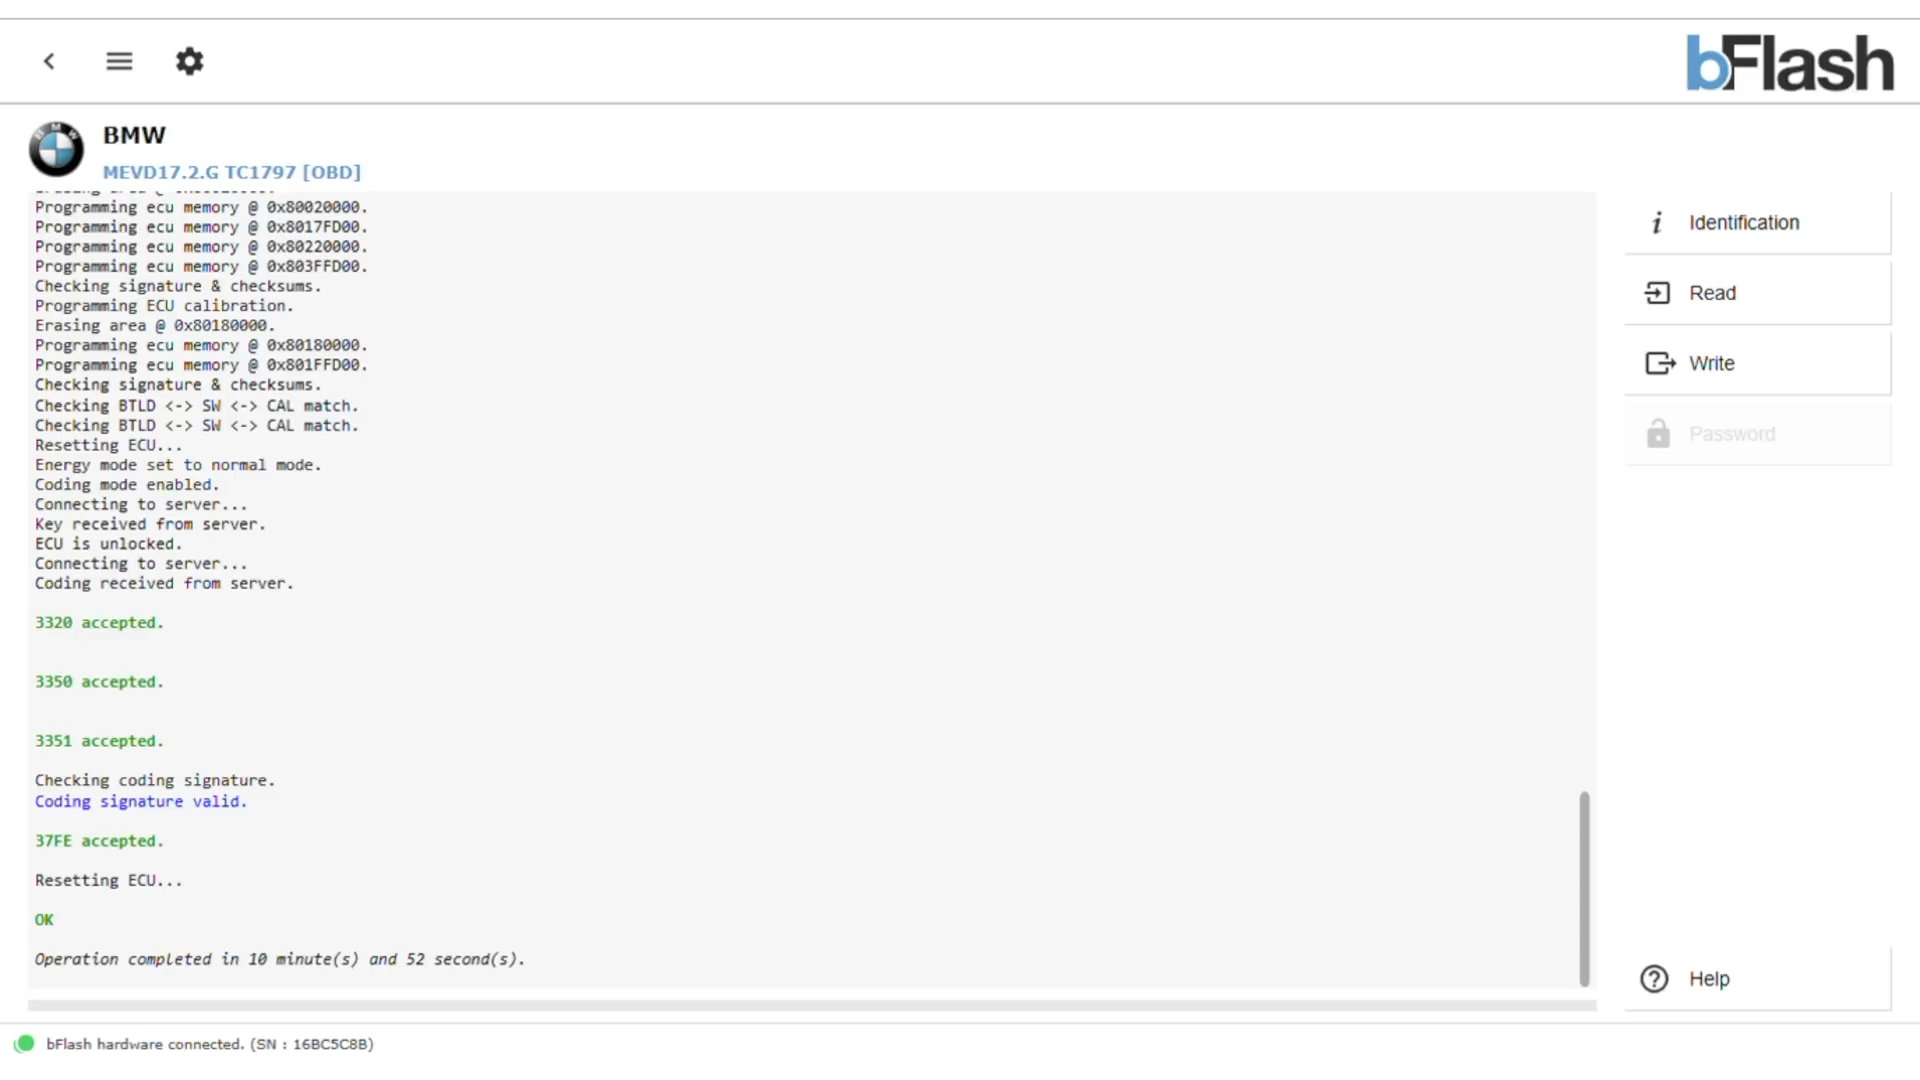 bFlash
BMW
MEVD17.2.G TC1797 [OBD]
Programming ecu memory @ 0x80020000.
Programming ecu memory @ 0x8017FD00.
Programming ecu memory @ 0x80220000.
Programming ecu memory @ 0x803FFD00.
Checking signature & checksums.
Programming ECU calibration.
Erasing area @ 0x80180000.
Programming ecu memory @ 0x80180000.
Programming ecu memory @ 0x801FFD00.
Checking signature & checksums.
Checking BTLD <-> SW <-> CAL match.
Checking BTLD <-> SW <-> CAL match.
Resetting ECU...
Energy mode set to normal mode.
Coding mode enabled.
Connecting to server...
Key received from server.
ECU is unlocked.
Connecting to server...
Coding received from server.
3320 accepted.
3350 accepted.
3351 accepted.
Checking coding signature.
Coding signature valid.
37FE accepted.
Resetting ECU...
OK
Operation completed in 10 minute(s) and 52 second(s).
Identification
Read
Write
Password
Help
bFlash hardware connected. (SN : 16BC5C8B)